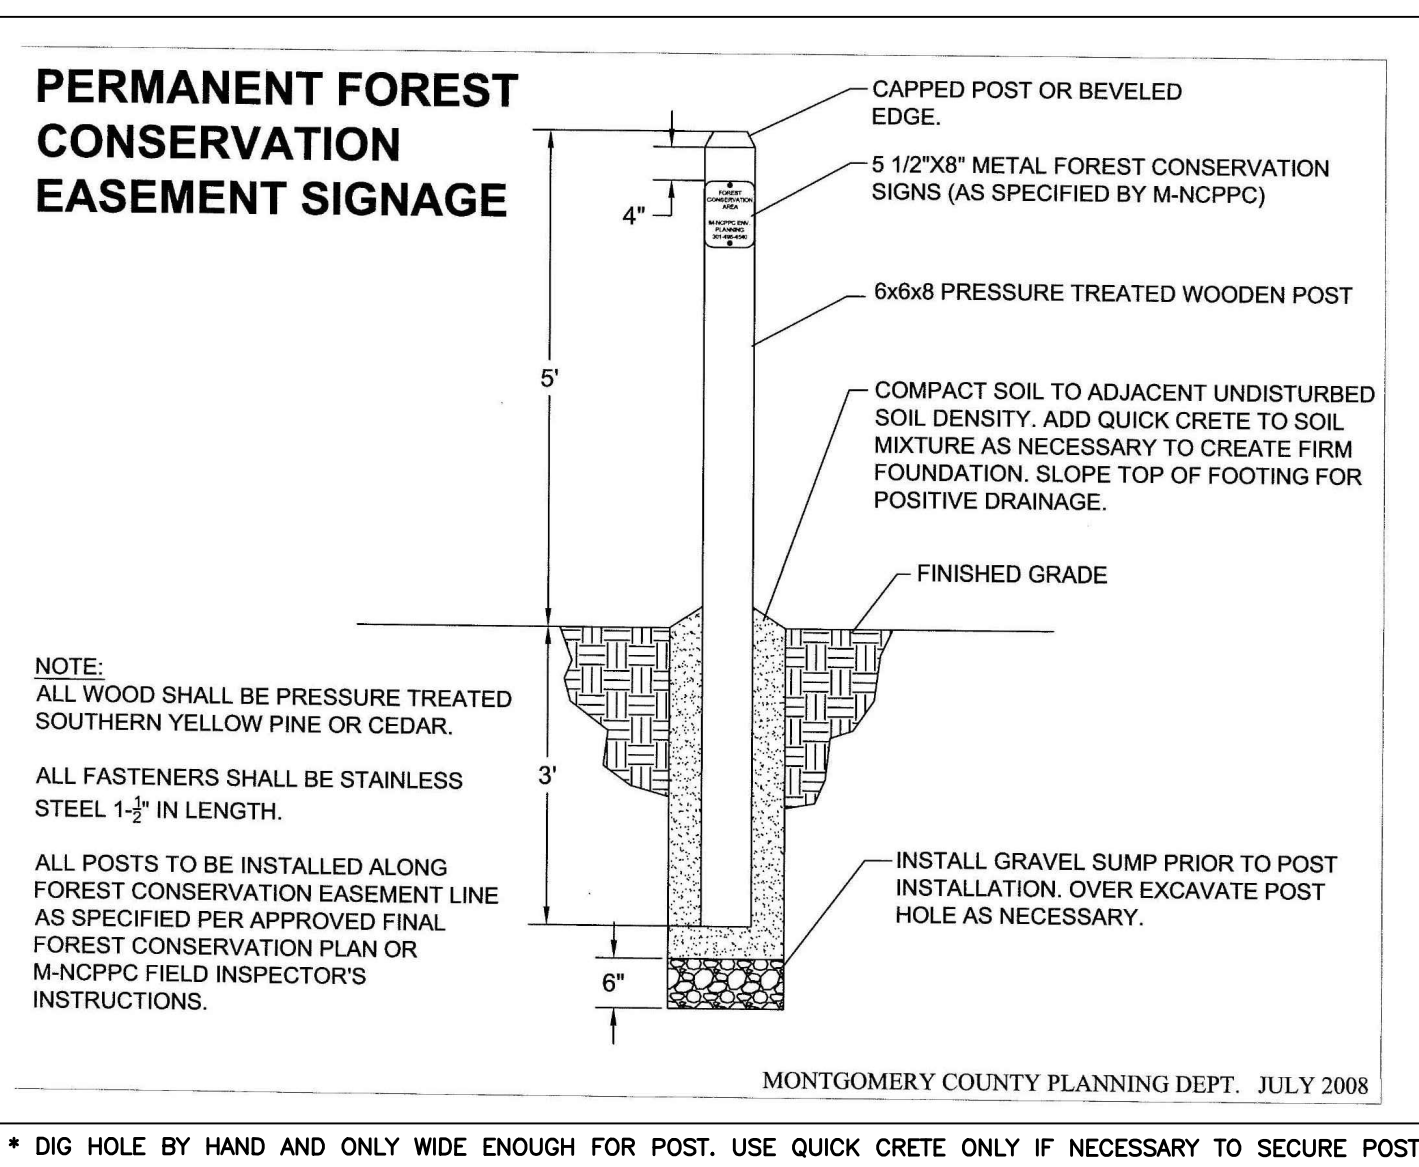 PERMANENT FOREST
CONSERVATION
EASEMENT SIGNAGE
CAPPED POST OR BEVELED
EDGE.
5 1/2"X8" METAL FOREST CONSERVATION
SIGNS (AS SPECIFIED BY M-NCPPC)
4"
FOREST
CONSERVATION
AREA
M-NCPPC ENV.
PLANNING
301-495-4540
6x6x8 PRESSURE TREATED WOODEN POST
5'
COMPACT SOIL TO ADJACENT UNDISTURBED
SOIL DENSITY. ADD QUICK CRETE TO SOIL
MIXTURE AS NECESSARY TO CREATE FIRM
FOUNDATION. SLOPE TOP OF FOOTING FOR
POSITIVE DRAINAGE.
FINISHED GRADE
NOTE:
ALL WOOD SHALL BE PRESSURE TREATED
SOUTHERN YELLOW PINE OR CEDAR.
ALL FASTENERS SHALL BE STAINLESS
STEEL 1-½" IN LENGTH.
3'
ALL POSTS TO BE INSTALLED ALONG
FOREST CONSERVATION EASEMENT LINE
AS SPECIFIED PER APPROVED FINAL
FOREST CONSERVATION PLAN OR
M-NCPPC FIELD INSPECTOR'S
INSTRUCTIONS.
INSTALL GRAVEL SUMP PRIOR TO POST
INSTALLATION. OVER EXCAVATE POST
HOLE AS NECESSARY.
6"
MONTGOMERY COUNTY PLANNING DEPT. JULY 2008
* DIG HOLE BY HAND AND ONLY WIDE ENOUGH FOR POST. USE QUICK CRETE ONLY IF NECESSARY TO SECURE POST